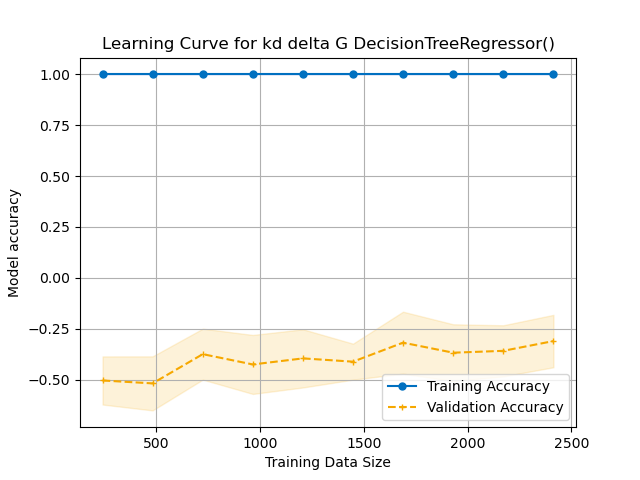 Learning Curve for kd delta G DecisionTreeRegressor()
1.00
0.75
0.50
0.25
0.00
−0.25
−0.50
Model accuracy
500
1000
1500
2000
2500
Training Data Size
Training Accuracy
Validation Accuracy